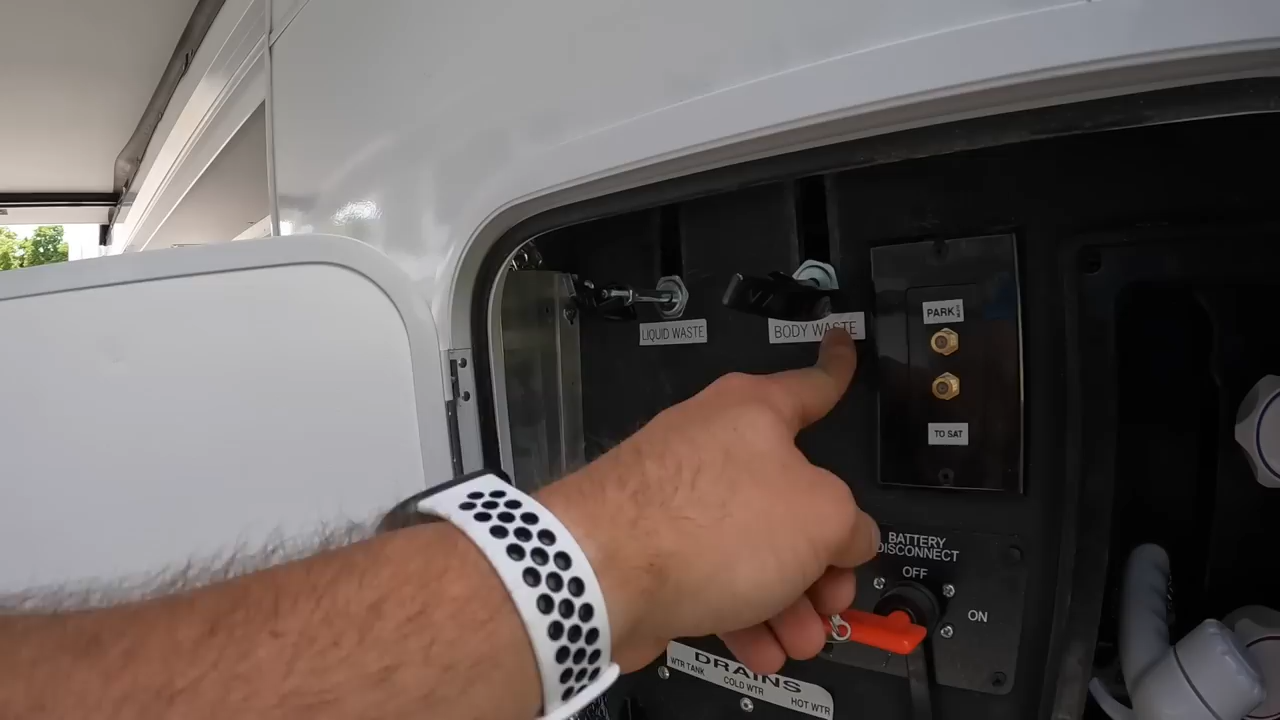 LIQUID WASTE
BODY WASTE
PARK
TO SAT
BATTERY
DISCONNECT
OFF
ON
DRAINS
WTR TANK
COLD WTR
HOT WTR